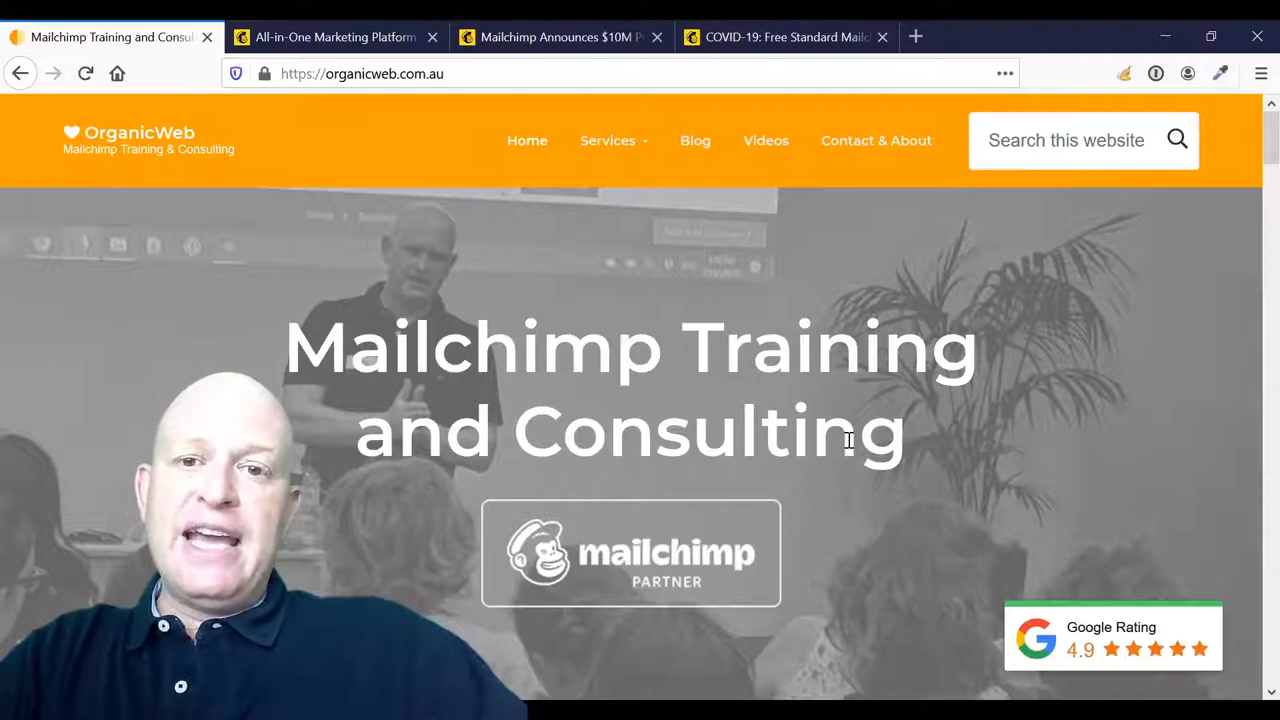 Mailchimp Training and Consul
All-in-One Marketing Platform
Mailchimp Announces $10M P
COVID-19: Free Standard Mailc
https://organicweb.com.au
OrganicWeb
Mailchimp Training & Consulting
Home
Services
Blog
Videos
Contact & About
Search this website
Mailchimp Training
and Consulting
mailchimp
PARTNER
Google Rating
4.9